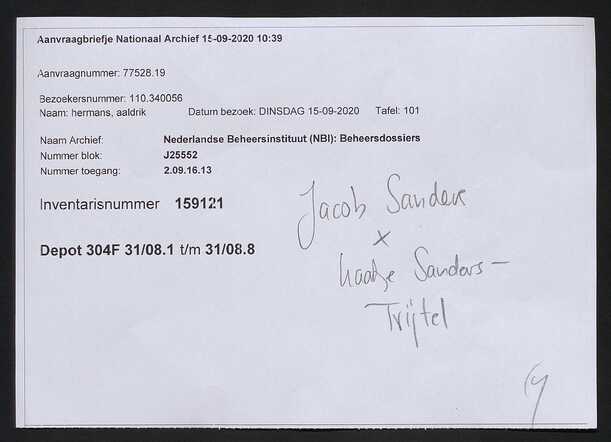 Aanvraagbriefje Nationaal Archief 15-09-2020 10:39
Aanvraagnummer: 77528.19
Bezoekersnummer: 110.340056
Naam: hermans, aaldrik Datum bezoek: DINSDAG 15-09-2020 Tafel: 101
Naam Archief: Nederlandse Beheersinstituut (NBI): Beheersdossiers
Nummer blok: J25552
Nummer toegang: 2.09.16.13
Inventarisnummer 159121
Depot 304F 31/08.1 t/m 31/08.8
Jacob Sanders
x
Kaatje Sanders-
Trijtel